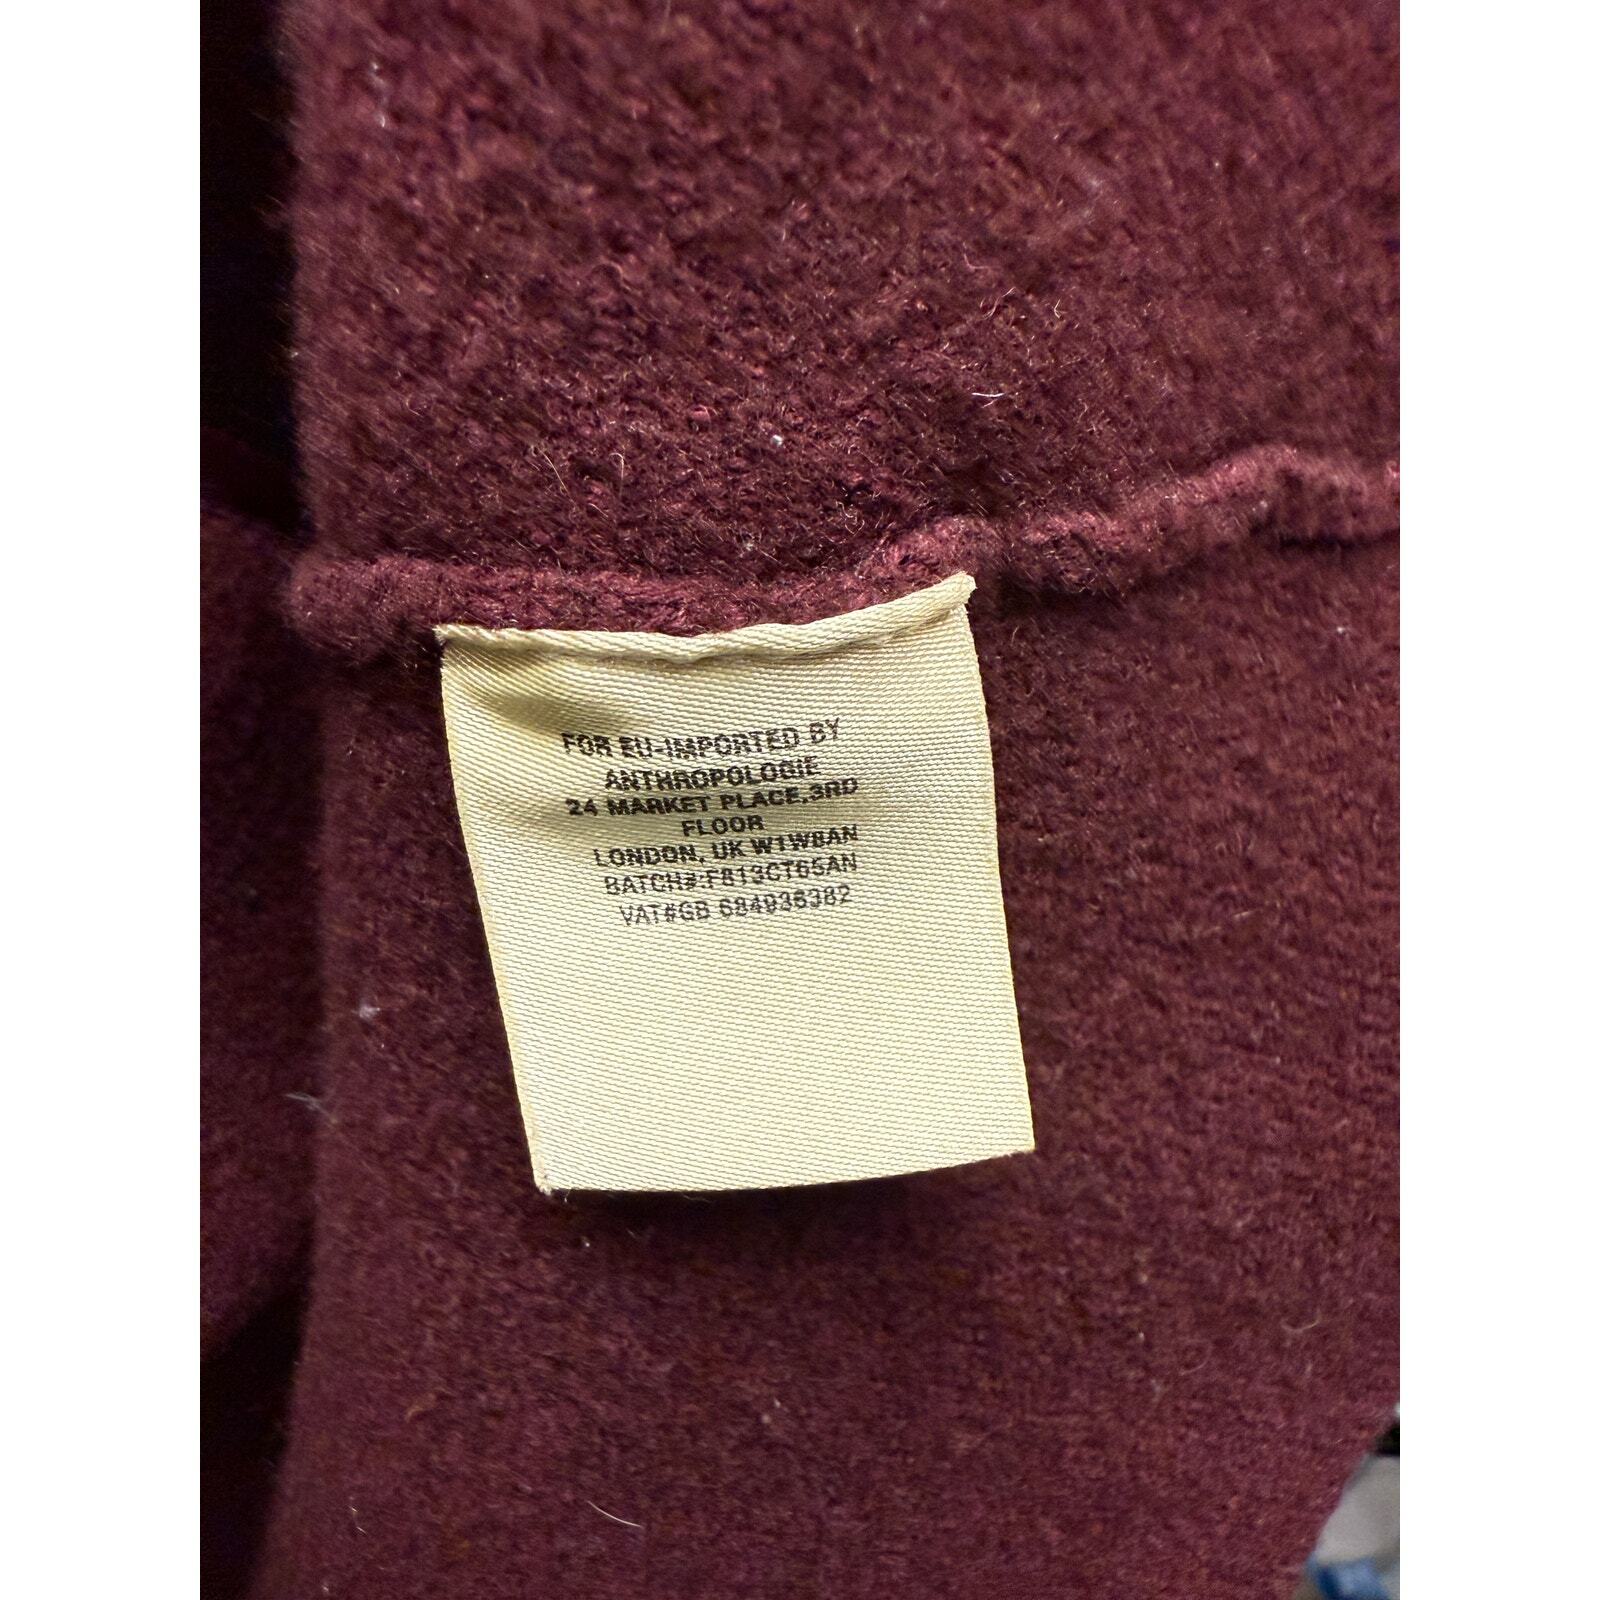 FOR EU-IMPORTED BY
ANTHROPOLOGIE
24 MARKET PLACE,3RD
FLOOR
LONDON, UK W1W8AN
BATCH#:F813CT65AN
VAT#GB 684936382